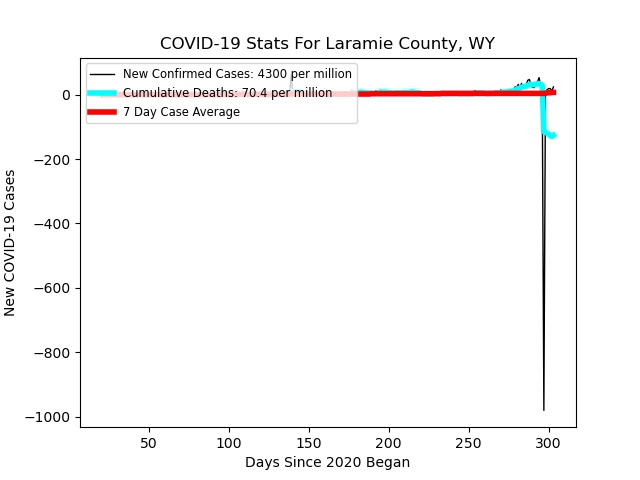 COVID-19 Stats For Laramie County, WY
New Confirmed Cases: 4300 per million
Cumulative Deaths: 70.4 per million
7 Day Case Average
0
−200
−400
−600
−800
−1000
New COVID-19 Cases
50
100
150
200
250
300
Days Since 2020 Began